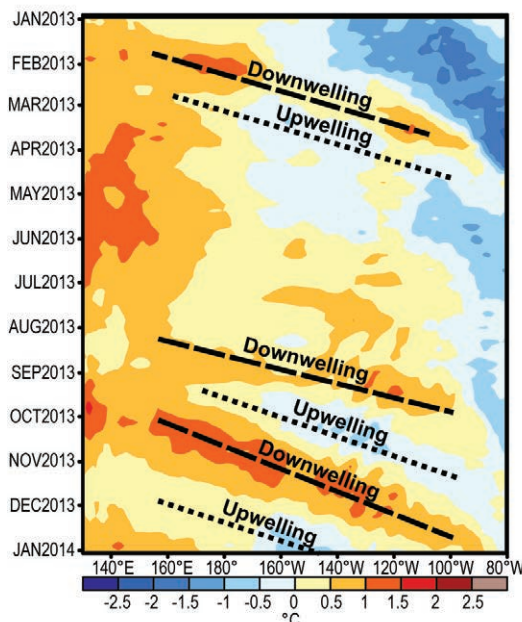 JAN2013
FEB2013
MAR2013
APR2013
MAY2013
JUN2013
JUL2013
AUG2013
SEP2013
OCT2013
NOV2013
DEC2013
JAN2014
Downwelling
Upwelling
Downwelling
Upwelling
Downwelling
Upwelling
140°E 160°E 180° 160°W 140°W 120°W 100°W 80°W
-2.5 -2 -1.5 -1 -0.5 0 0.5 1 1.5 2 2.5
°C